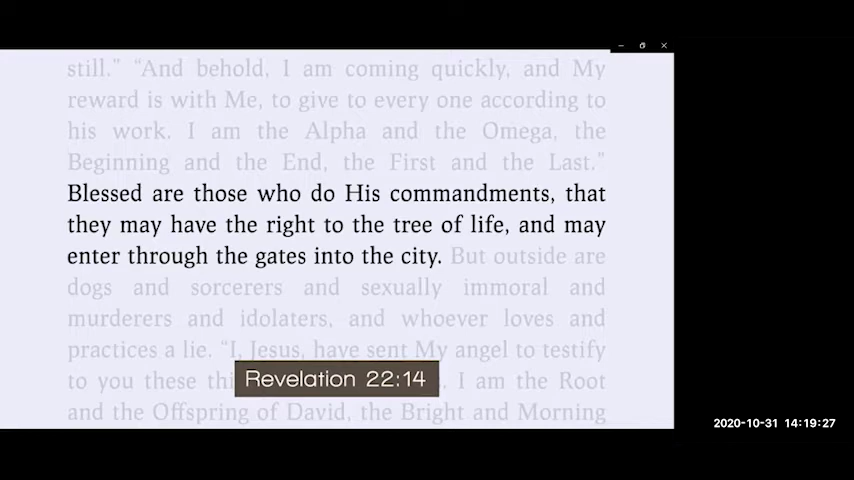 still.” “And behold, I am coming quickly, and My
reward is with Me, to give to every one according to
his work. I am the Alpha and the Omega, the
Beginning and the End, the First and the Last.”
Blessed are those who do His commandments, that
they may have the right to the tree of life, and may
enter through the gates into the city. But outside are
dogs and sorcerers and sexually immoral and
murderers and idolaters, and whoever loves and
practices a lie. “I, Jesus, have sent My angel to testify
to you these . I am the Root
Revelation 22:14
and the Offspring of David, the Bright and Morning
2020-10-31 14:19:27